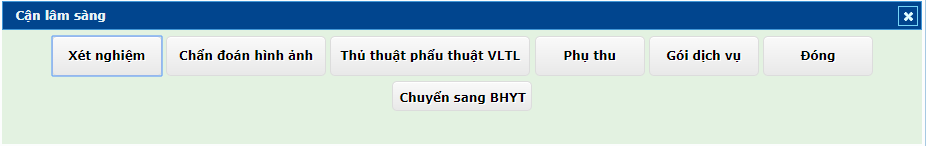 Cận lâm sàng
Xét nghiệm Chẩn đoán hình ảnh Thủ thuật phẩu thuật VLTL Phụ thu Gói dịch vụ Đóng
Chuyển sang BHYT